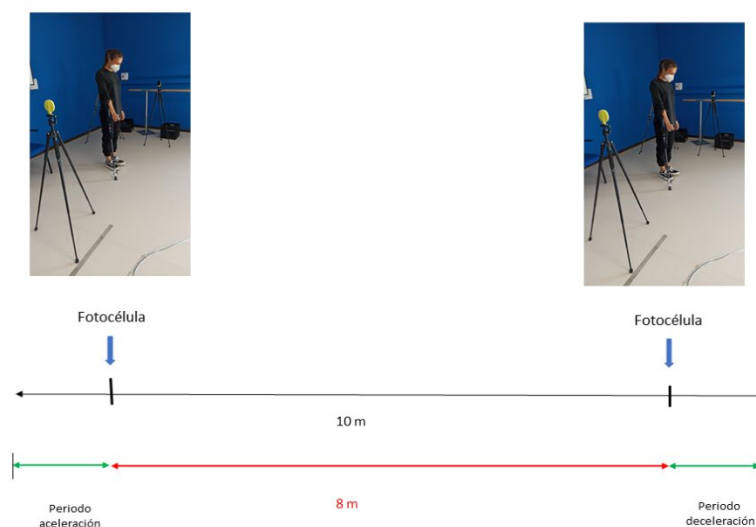 Fotocélula
Fotocélula
10 m
8 m
Periodo
aceleración
Periodo
deceleración